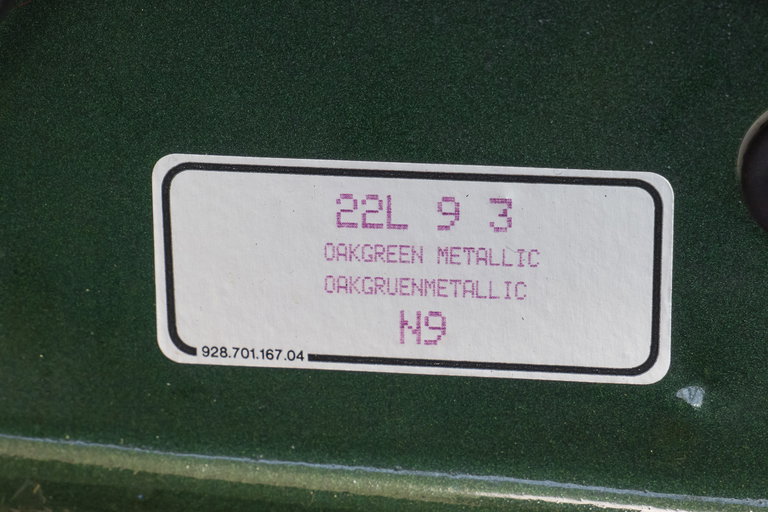 22L 9 3
OAKGREEN METALLIC
OAKGRUENMETALLIC
N9
928.701.167.04